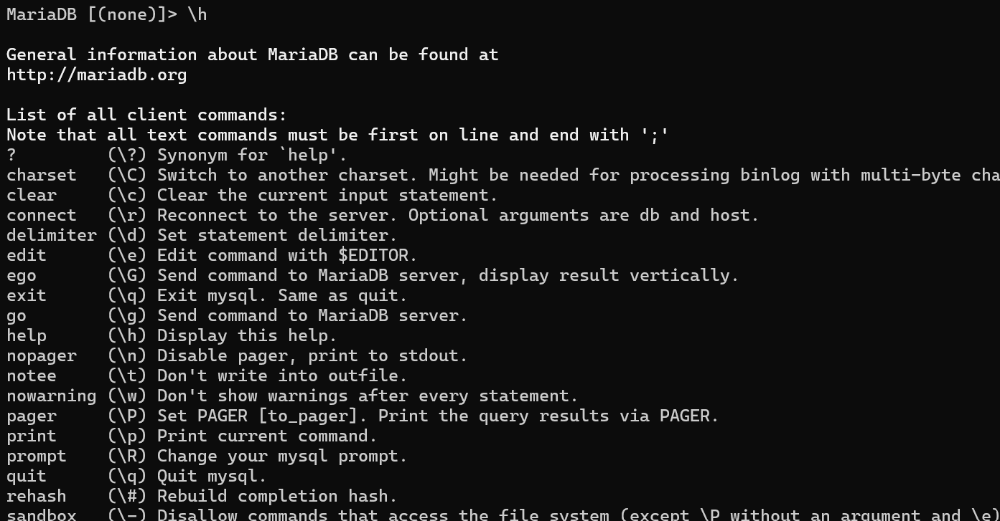 MariaDB [(none)]> \h
General information about MariaDB can be found at
http://mariadb.org
List of all client commands:
Note that all text commands must be first on line and end with ';'
?         (\?) Synonym for `help'.
charset   (\C) Switch to another charset. Might be needed for processing binlog with multi-byte cha
clear     (\c) Clear the current input statement.
connect   (\r) Reconnect to the server. Optional arguments are db and host.
delimiter (\d) Set statement delimiter.
edit      (\e) Edit command with $EDITOR.
ego       (\G) Send command to MariaDB server, display result vertically.
exit      (\q) Exit mysql. Same as quit.
go        (\g) Send command to MariaDB server.
help      (\h) Display this help.
nopager   (\n) Disable pager, print to stdout.
notee     (\t) Don't write into outfile.
nowarning (\w) Don't show warnings after every statement.
pager     (\P) Set PAGER [to_pager]. Print the query results via PAGER.
print     (\p) Print current command.
prompt    (\R) Change your mysql prompt.
quit      (\q) Quit mysql.
rehash    (\#) Rebuild completion hash.
sandbox   (\-) Disallow commands that access the file system (except \P without an argument and \e)